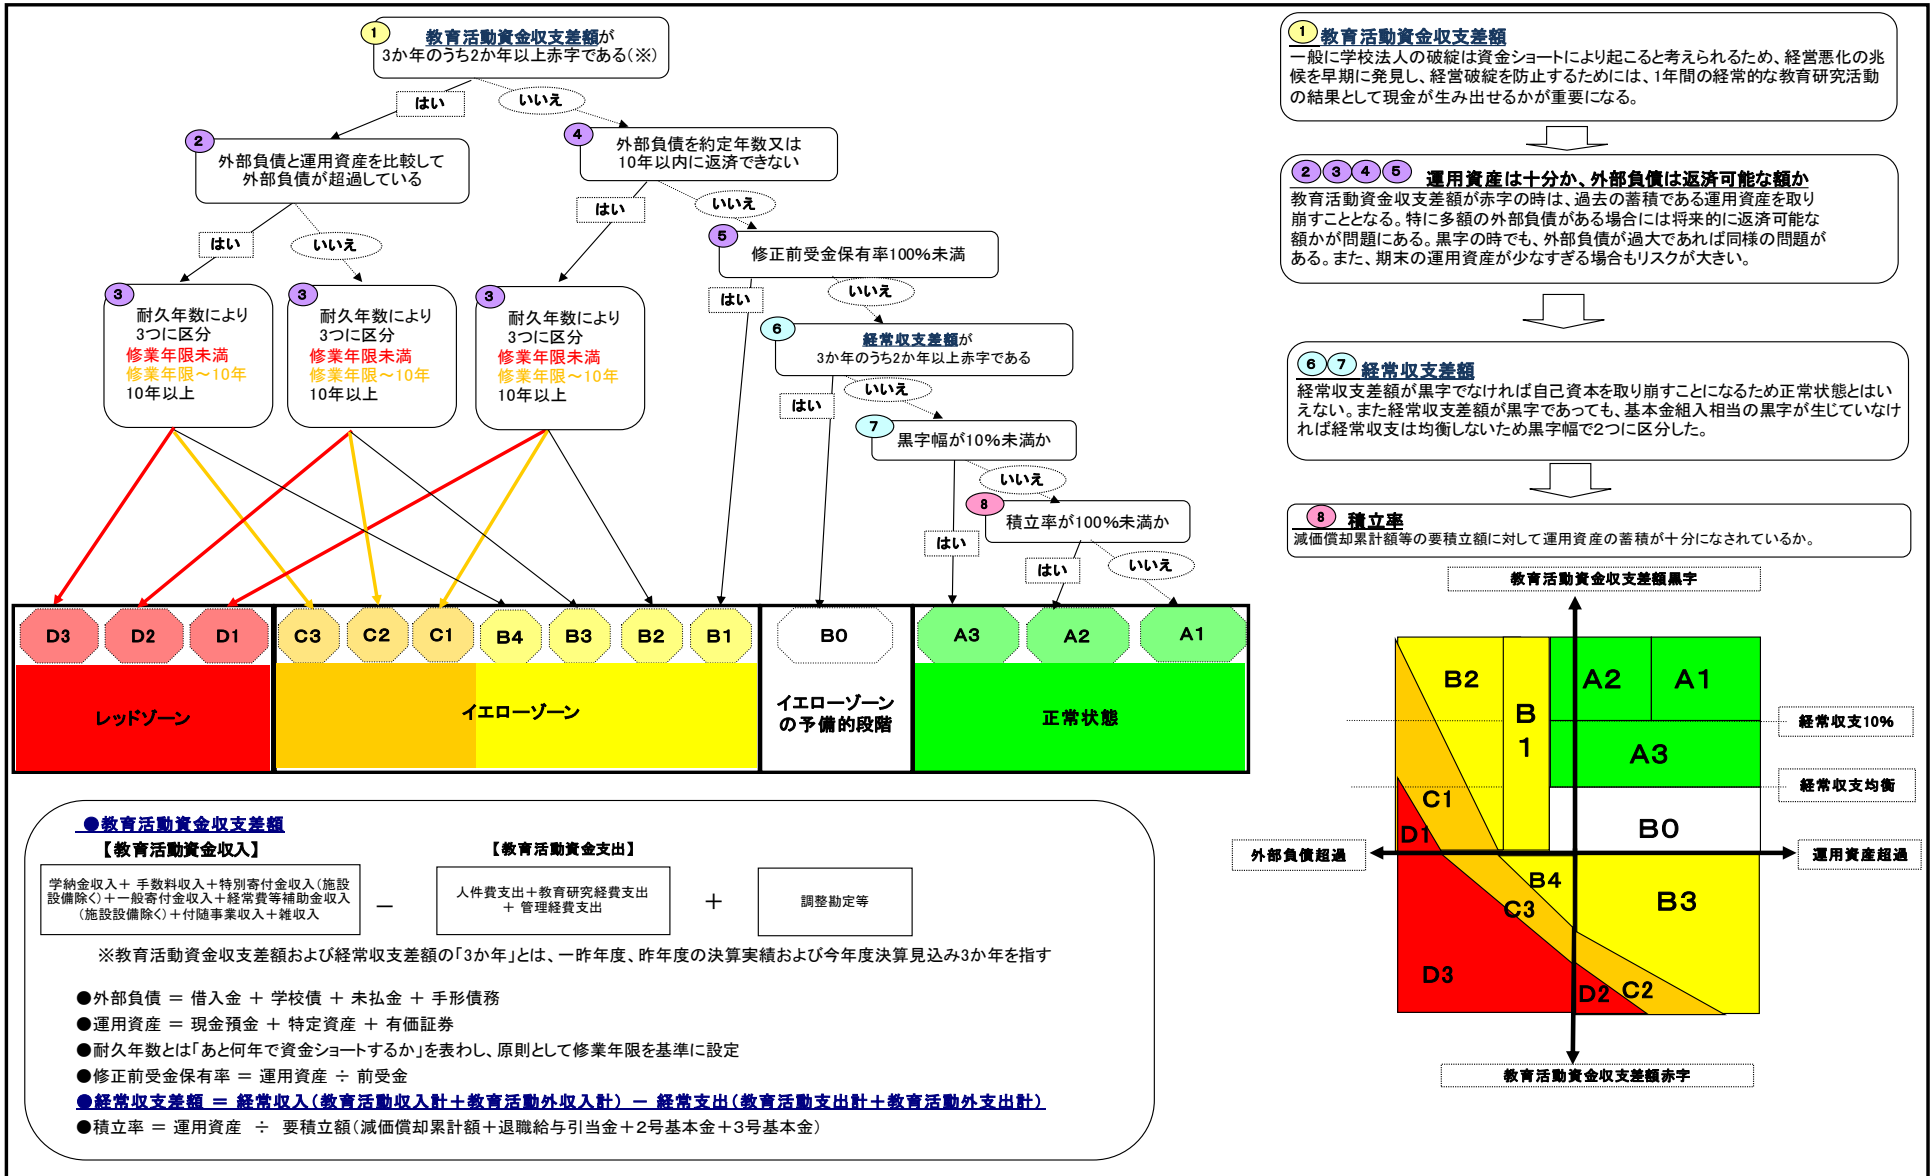 1
教育活動資金収支差額が
3か年のうち2か年以上赤字である(※)
はい
いいえ
2
外部負債と運用資産を比較して
外部負債が超過している
4
外部負債を約定年数又は
10年以内に返済できない
はい
いいえ
はい
いいえ
5
修正前受金保有率100%未満
はい
いいえ
3
耐久年数により
3つに区分
修業年限未満
修業年限～10年
10年以上
3
耐久年数により
3つに区分
修業年限未満
修業年限～10年
10年以上
3
耐久年数により
3つに区分
修業年限未満
修業年限～10年
10年以上
6
経常収支差額が
3か年のうち2か年以上赤字である
はい
いいえ
7
黒字幅が10%未満か
はい
いいえ
8
積立率が100%未満か
はい
いいえ
D3
D2
D1
C3
C2
C1
B4
B3
B2
B1
B0
A3
A2
A1
レッドゾーン
イエローゾーン
イエローゾーン
の予備的段階
正常状態
●教育活動資金収支差額
【教育活動資金収入】
【教育活動資金支出】
学納金収入＋ 手数料収入＋特別寄付金収入(施設
設備除く)＋一般寄付金収入＋経常費等補助金収入
(施設設備除く)＋付随事業収入＋雑収入
－
人件費支出＋教育研究経費支出
＋ 管理経費支出
＋
調整勘定等
※教育活動資金収支差額および経常収支差額の「3か年」とは、一昨年度、昨年度の決算実績および今年度決算見込み3か年を指す
●外部負債 ＝ 借入金 ＋ 学校債 ＋ 未払金 ＋ 手形債務
●運用資産 ＝ 現金預金 ＋ 特定資産 ＋ 有価証券
●耐久年数とは「あと何年で資金ショートするか」を表わし、原則として修業年限を基準に設定
●修正前受金保有率 ＝ 運用資産 ÷ 前受金
●経常収支差額 ＝ 経常収入(教育活動収入計＋教育活動外収入計) － 経常支出(教育活動支出計＋教育活動外支出計)
●積立率 ＝ 運用資産 ÷ 要積立額(減価償却累計額＋退職給与引当金＋2号基本金＋3号基本金)
1 教育活動資金収支差額
一般に学校法人の破綻は資金ショートにより起こると考えられるため、経営悪化の兆
候を早期に発見し、経営破綻を防止するためには、1年間の経常的な教育研究活動
の結果として現金が生み出せるかが重要になる。
2 3 4 5 運用資産は十分か、外部負債は返済可能な額か
教育活動資金収支差額が赤字の時は、過去の蓄積である運用資産を取り
崩すこととなる。特に多額の外部負債がある場合には将来的に返済可能な
額かが問題にある。黒字の時でも、外部負債が過大であれば同様の問題が
ある。また、期末の運用資産が少なすぎる場合もリスクが大きい。
6 7 経常収支差額
経常収支差額が黒字でなければ自己資本を取り崩すことになるため正常状態とはい
えない。また経常収支差額が黒字であっても、基本金組入相当の黒字が生じていなけ
れば経常収支は均衡しないため黒字幅で2つに区分した。
8 積立率
減価償却累計額等の要積立額に対して運用資産の蓄積が十分になされているか。
教育活動資金収支差額黒字
B2
B
1
A2
A1
経常収支10%
A3
経常収支均衡
C1
D1
B0
外部負債超過
運用資産超過
B4
C3
B3
D3
D2
C2
教育活動資金収支差額赤字